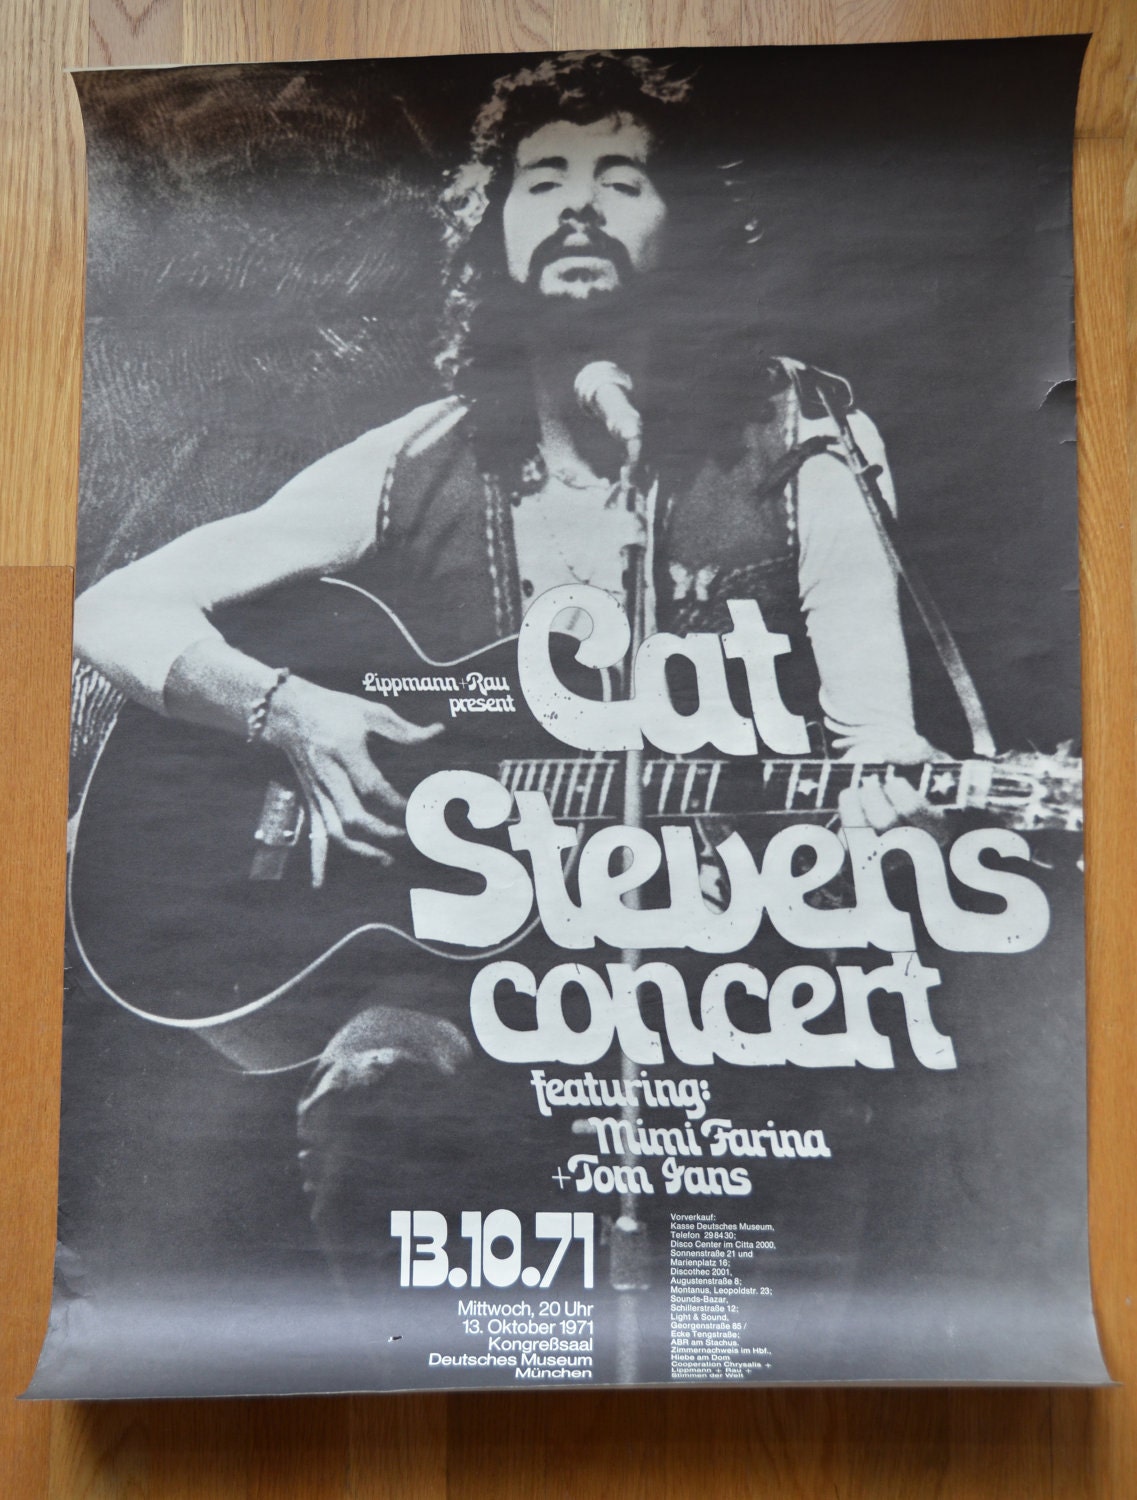 Lippmann+Rau
present
Cat
Stevens
concert
featuring:
Mimi Farina
+Tom Jans
13.10.71
Mittwoch, 20 Uhr
13. Oktober 1971
Kongreßsaal
Deutsches Museum
München
Vorverkauf:
Kasse Deutsches Museum,
Telefon 298430;
Disco Center im Citta 2000,
Sonnenstraße 21 und
Marienplatz 16;
Discothec 2001,
Augustenstraße 8;
Montanus, Leopoldstr. 23;
Sounds-Bazar,
Schillerstraße 12;
Light & Sound,
Georgenstraße 85 /
Ecke Tengstraße;
ABR am Stachus,
Zimmernachweis im Hbf.,
Hiebe am Dom
Cooperation Chrysalis +
Lippmann + Rau +
Stimmen der Welt